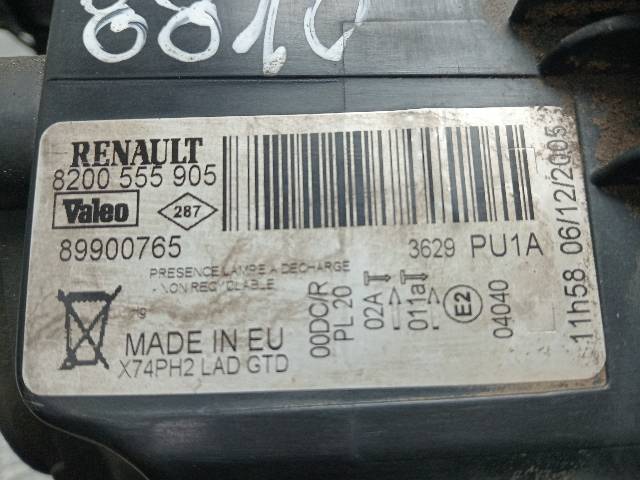 8810
RENAULT
8200 555 905
Valeo 287
89900765
3629 PU1A
PRESENCE LAMPE A DECHARGE
- NON RECYCLABLE
Hg
MADE IN EU
X74PH2 LAD GTD
00DC/R
PL 20
02A
011a
E2
04040
11h58 06/12/2005